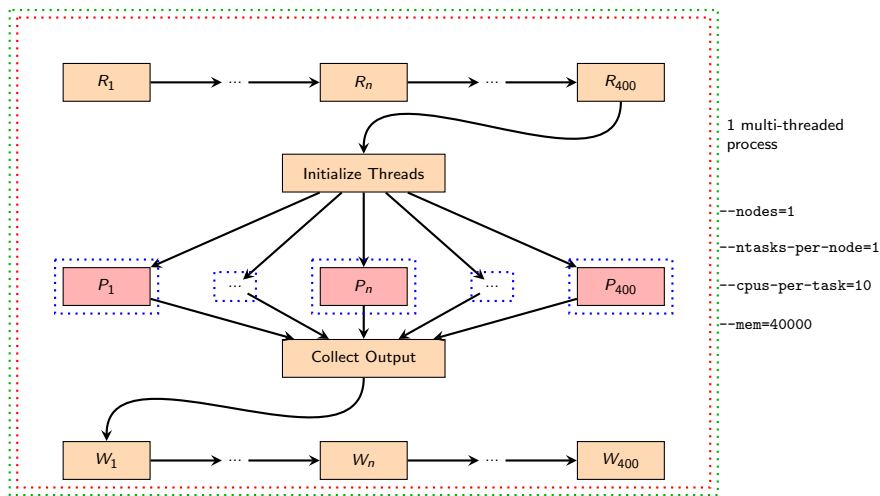 R1 ... Rn ... R400
1 multi-threaded
process
Initialize Threads
--nodes=1
--ntasks-per-node=1
P1 ... Pn ... P400
--cpus-per-task=10
--mem=40000
Collect Output
W1 ... Wn ... W400